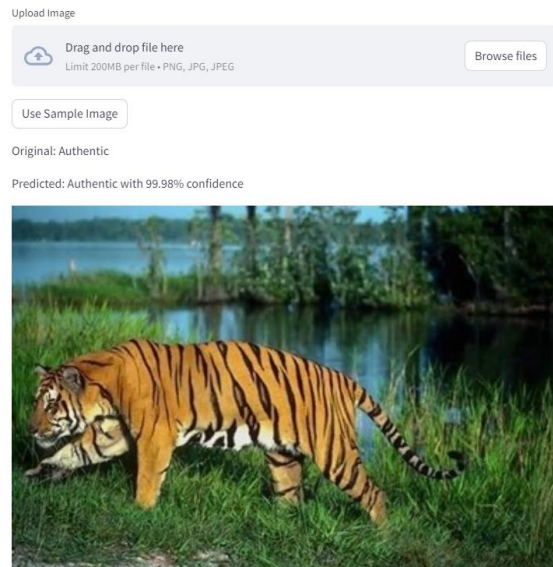 Upload Image
Drag and drop file here
Limit 200MB per file • PNG, JPG, JPEG
Browse files
Use Sample Image
Original: Authentic
Predicted: Authentic with 99.98% confidence